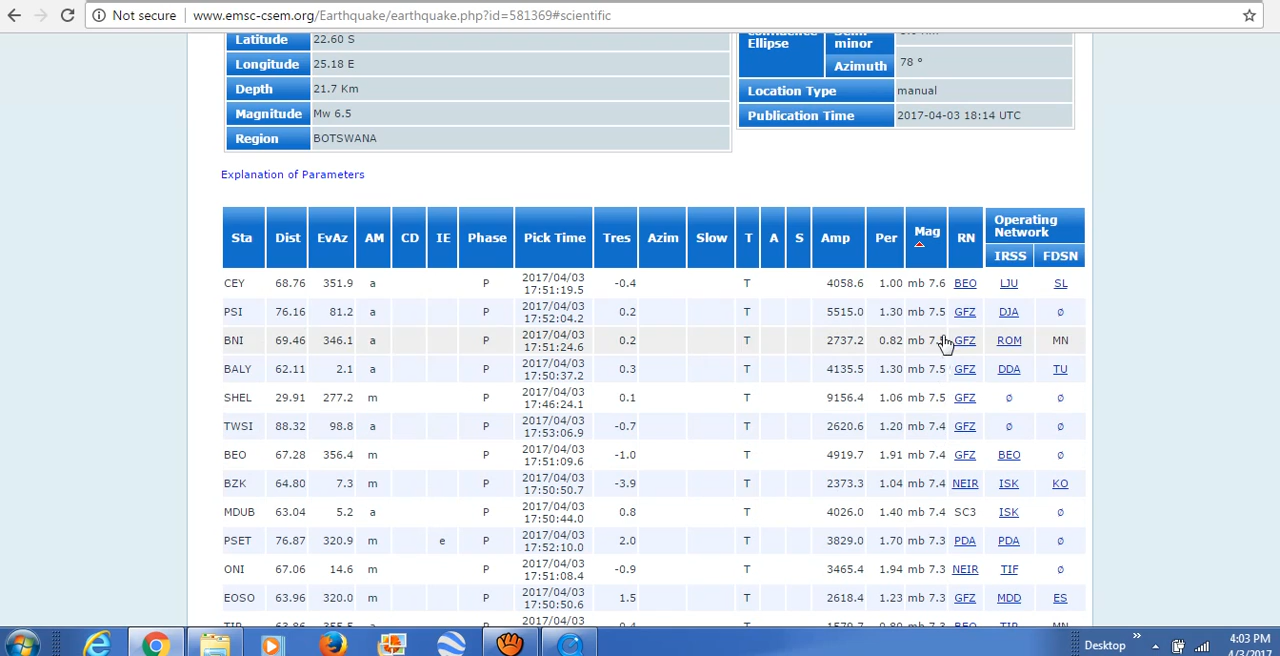 Not secure | www.emsc-csem.org/Earthquake/earthquake.php?id=581369#scientific
Latitude 22.60 S
Longitude 25.18 E
Depth 21.7 Km
Magnitude Mw 6.5
Region BOTSWANA
Ellipse
minor
Azimuth 78 °
Location Type manual
Publication Time 2017-04-03 18:14 UTC
Explanation of Parameters
Sta Dist EvAz AM CD IE Phase Pick Time Tres Azim Slow T A S Amp Per Mag RN Operating Network IRSS FDSN
CEY 68.76 351.9 a P 2017/04/03 17:51:19.5 -0.4 T 4058.6 1.00 mb 7.6 BEO LJU SL
PSI 76.16 81.2 a P 2017/04/03 17:52:04.2 0.2 T 5515.0 1.30 mb 7.5 GFZ DJA ∅
BNI 69.46 346.1 a P 2017/04/03 17:51:24.6 0.2 T 2737.2 0.82 mb GFZ ROM MN
BALY 62.11 2.1 a P 2017/04/03 17:50:37.2 0.3 T 4135.5 1.30 mb 7.5 GFZ DDA TU
SHEL 29.91 277.2 m P 2017/04/03 17:46:24.1 0.1 T 9156.4 1.06 mb 7.5 GFZ ∅ ∅
TWSI 88.32 98.8 a P 2017/04/03 17:53:06.9 -0.7 T 2620.6 1.20 mb 7.4 GFZ ∅ ∅
BEO 67.28 356.4 m P 2017/04/03 17:51:09.6 -1.0 T 4919.7 1.91 mb 7.4 GFZ BEO ∅
BZK 64.80 7.3 m P 2017/04/03 17:50:50.7 -3.9 T 2373.3 1.04 mb 7.4 NEIR ISK KO
MDUB 63.04 5.2 a P 2017/04/03 17:50:44.0 0.8 T 4026.0 1.40 mb 7.4 SC3 ISK ∅
PSET 76.87 320.9 m e P 2017/04/03 17:52:10.0 2.0 T 3829.0 1.70 mb 7.3 PDA PDA ∅
ONI 67.06 14.6 m P 2017/04/03 17:51:08.4 -0.9 T 3465.4 1.94 mb 7.3 NEIR TIF ∅
EOSO 63.96 320.0 m P 2017/04/03 17:50:50.6 1.5 T 2618.4 1.23 mb 7.3 GFZ MDD ES
2017/04/03
Desktop 4:03 PM
4/3/2017